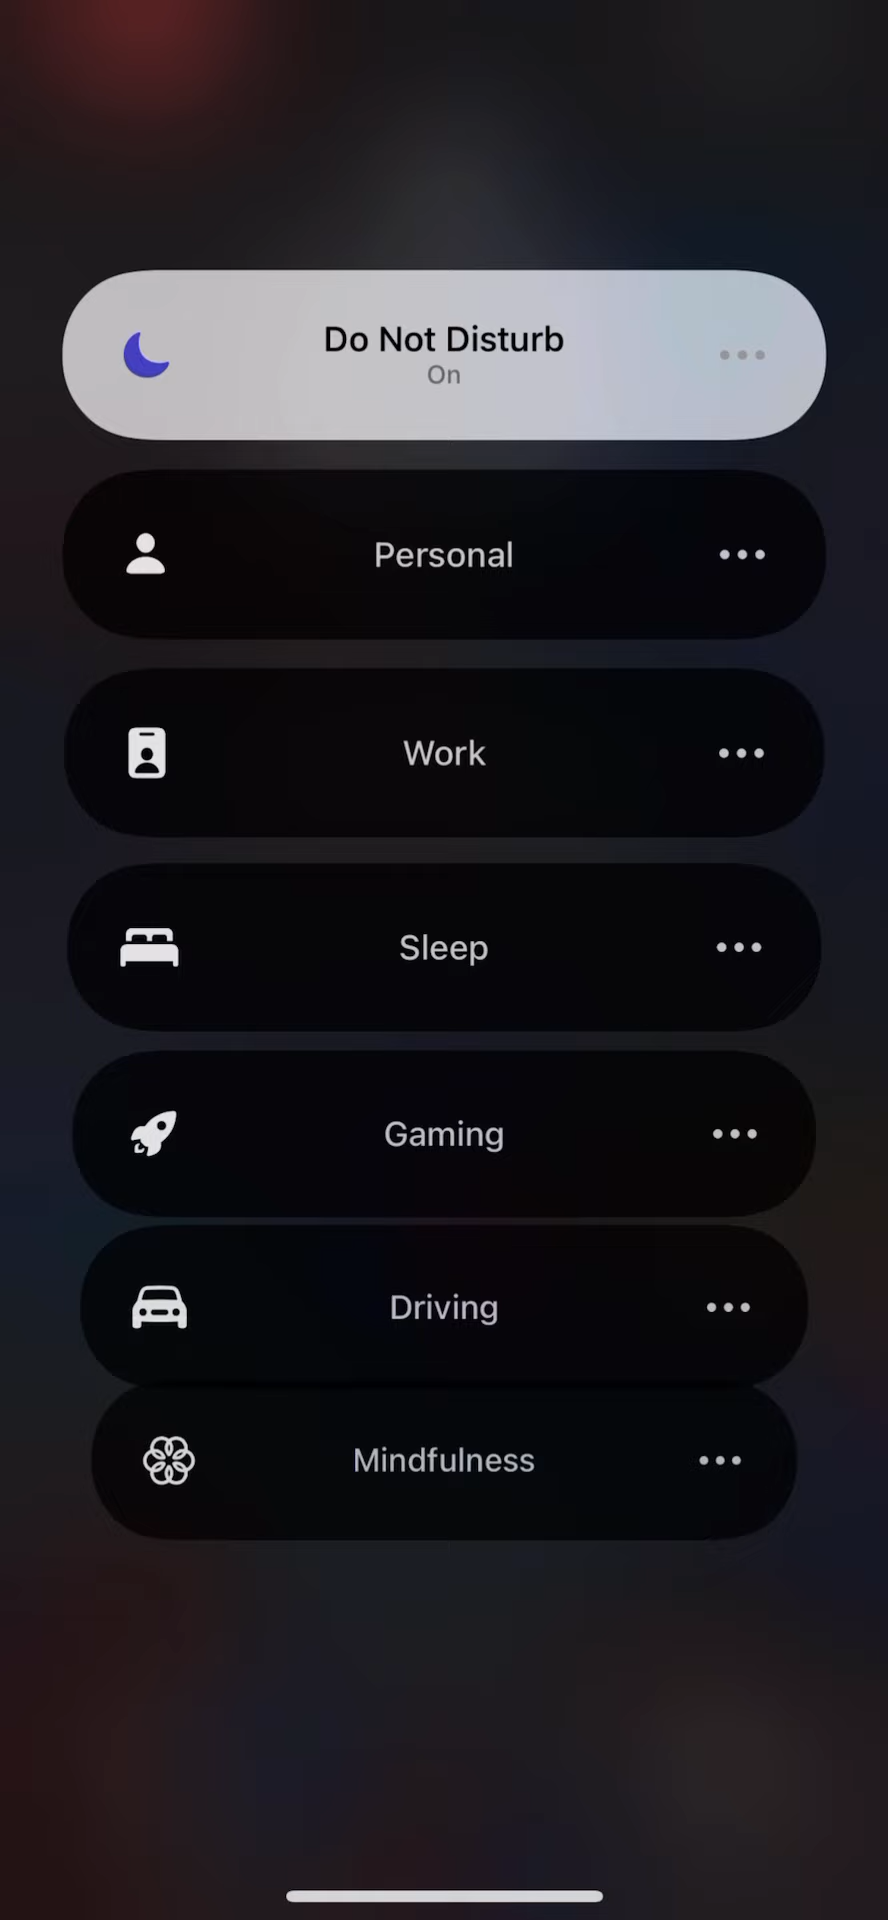 Do Not Disturb
On
Personal
Work
Sleep
Gaming
Driving
Mindfulness